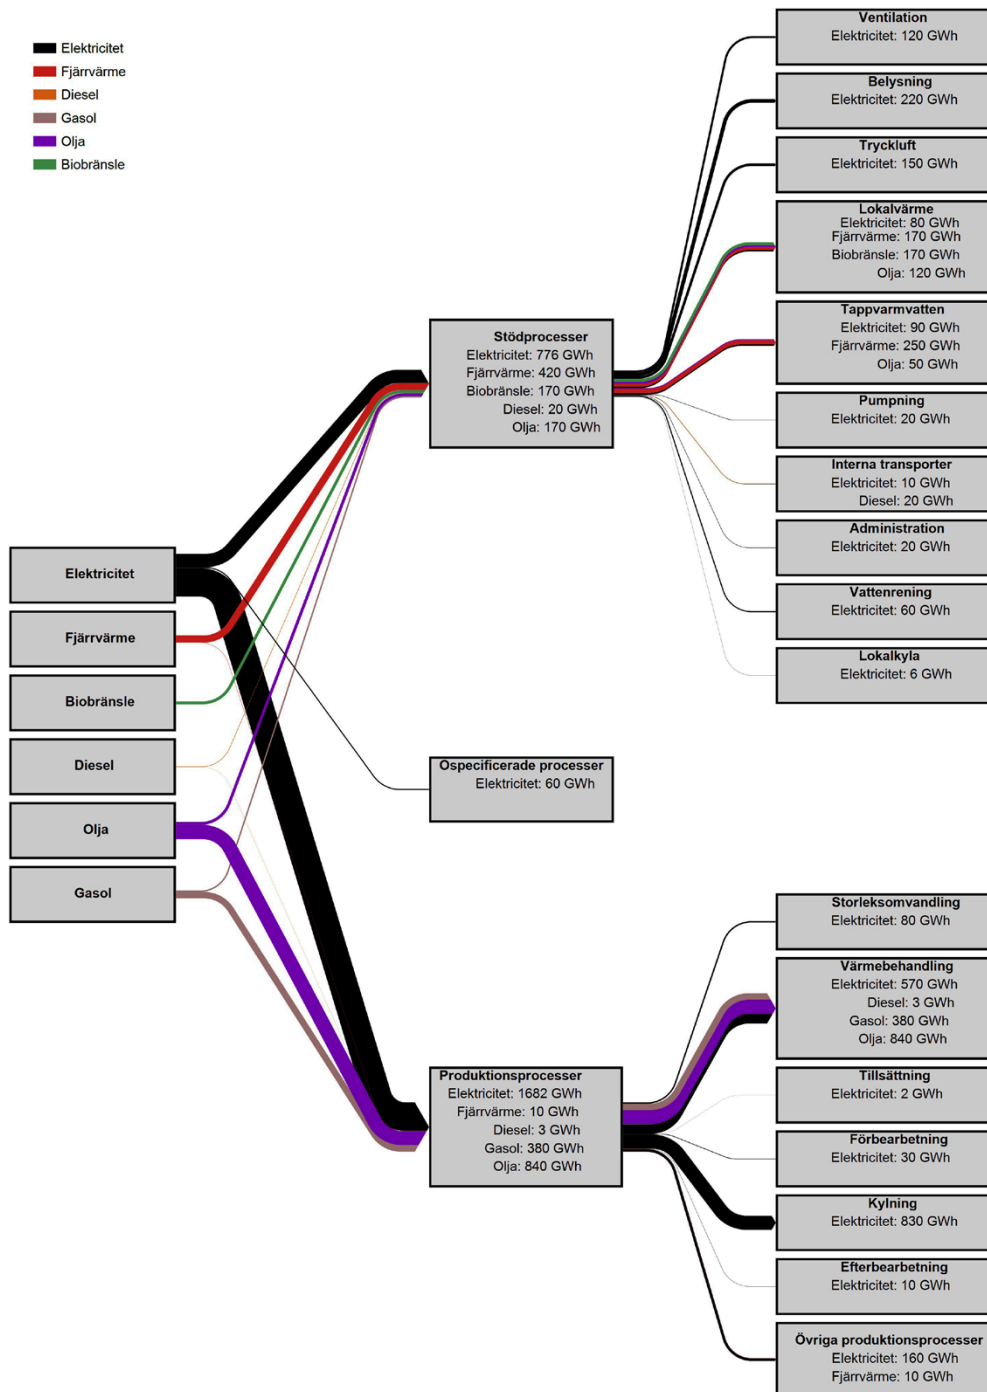 Elektricitet
Fjärrvärme
Diesel
Gasol
Olja
Biobränsle
Elektricitet
Fjärrvärme
Biobränsle
Diesel
Olja
Gasol
Stödprocesser
Elektricitet: 776 GWh
Fjärrvärme: 420 GWh
Biobränsle: 170 GWh
Diesel: 20 GWh
Olja: 170 GWh
Ospecificerade processer
Elektricitet: 60 GWh
Produktionsprocesser
Elektricitet: 1682 GWh
Fjärrvärme: 10 GWh
Diesel: 3 GWh
Gasol: 380 GWh
Olja: 840 GWh
Ventilation
Elektricitet: 120 GWh
Belysning
Elektricitet: 220 GWh
Tryckluft
Elektricitet: 150 GWh
Lokalvärme
Elektricitet: 80 GWh
Fjärrvärme: 170 GWh
Biobränsle: 170 GWh
Olja: 120 GWh
Tappvarmvatten
Elektricitet: 90 GWh
Fjärrvärme: 250 GWh
Olja: 50 GWh
Pumpning
Elektricitet: 20 GWh
Interna transporter
Elektricitet: 10 GWh
Diesel: 20 GWh
Administration
Elektricitet: 20 GWh
Vattenrening
Elektricitet: 60 GWh
Lokalkyla
Elektricitet: 6 GWh
Storleksomvandling
Elektricitet: 80 GWh
Värmebehandling
Elektricitet: 570 GWh
Diesel: 3 GWh
Gasol: 380 GWh
Olja: 840 GWh
Tillsättning
Elektricitet: 2 GWh
Förbearbetning
Elektricitet: 30 GWh
Kylning
Elektricitet: 830 GWh
Efterbearbetning
Elektricitet: 10 GWh
Övriga produktionsprocesser
Elektricitet: 160 GWh
Fjärrvärme: 10 GWh